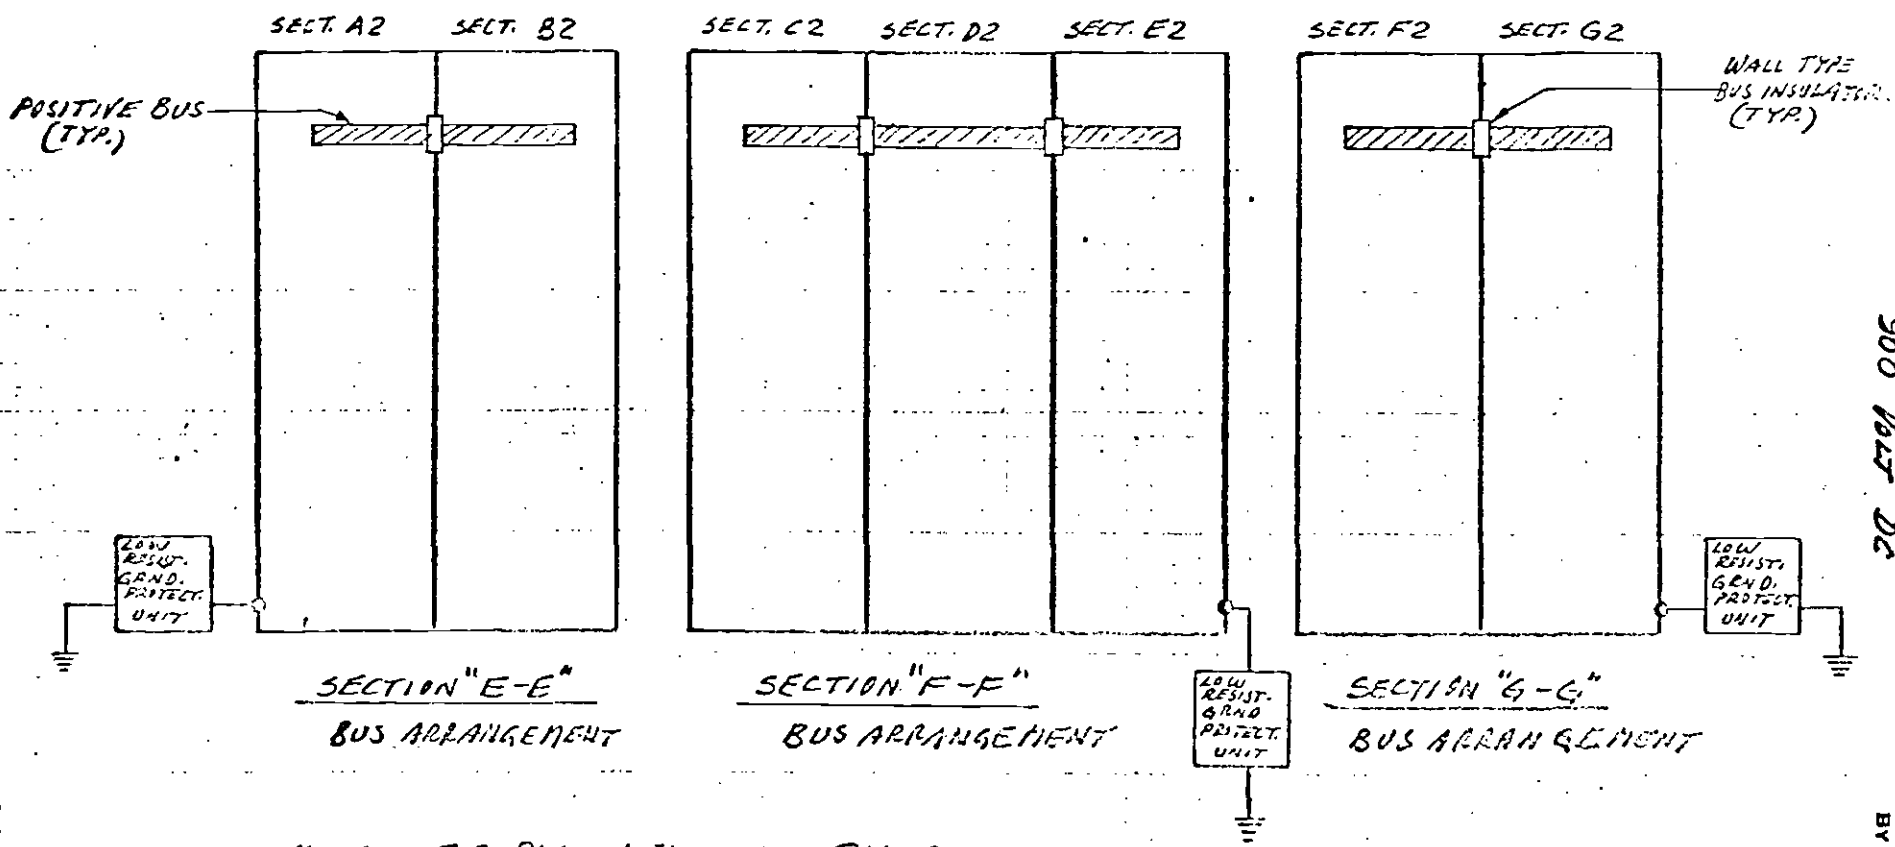 SECT. A2 SECT. B2 SECT. C2 SECT. D2 SECT. E2 SECT. F2 SECT. G2
POSITIVE BUS
(TYP.)
WALL TYPE
BUS INSULATOR.
(TYP.)
LOW
RESIST.
GRND.
PROTECT.
UNIT
LOW
RESIST.
GRND.
PROTECT.
UNIT
SECTION "E-E"
BUS ARRANGEMENT
SECTION "F-F"
BUS ARRANGEMENT
LOW
RESIST.
GRND
PROTECT.
UNIT
SECTION "G-G"
BUS ARRANGEMENT
900 VOLT DC
BY